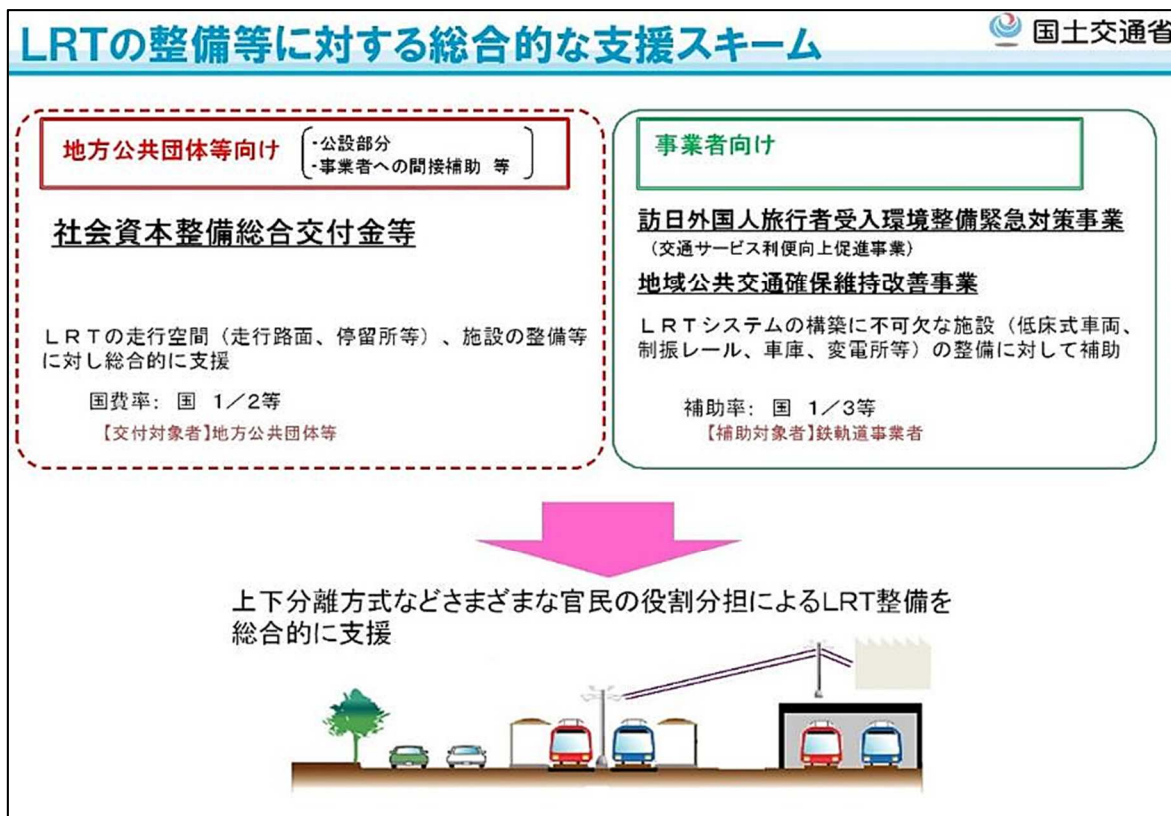 LRTの整備等に対する総合的な支援スキーム
国土交通省
地方公共団体等向け
・公設部分
・事業者への間接補助 等
社会資本整備総合交付金等
LRTの走行空間（走行路面、停留所等）、施設の整備等
に対し総合的に支援
国費率： 国 1／2等
【交付対象者】地方公共団体等
事業者向け
訪日外国人旅行者受入環境整備緊急対策事業
（交通サービス利便向上促進事業）
地域公共交通確保維持改善事業
LRTシステムの構築に不可欠な施設（低床式車両、
制振レール、車庫、変電所等）の整備に対して補助
補助率： 国 1／3等
【補助対象者】鉄軌道事業者
上下分離方式などさまざまな官民の役割分担によるLRT整備を
総合的に支援